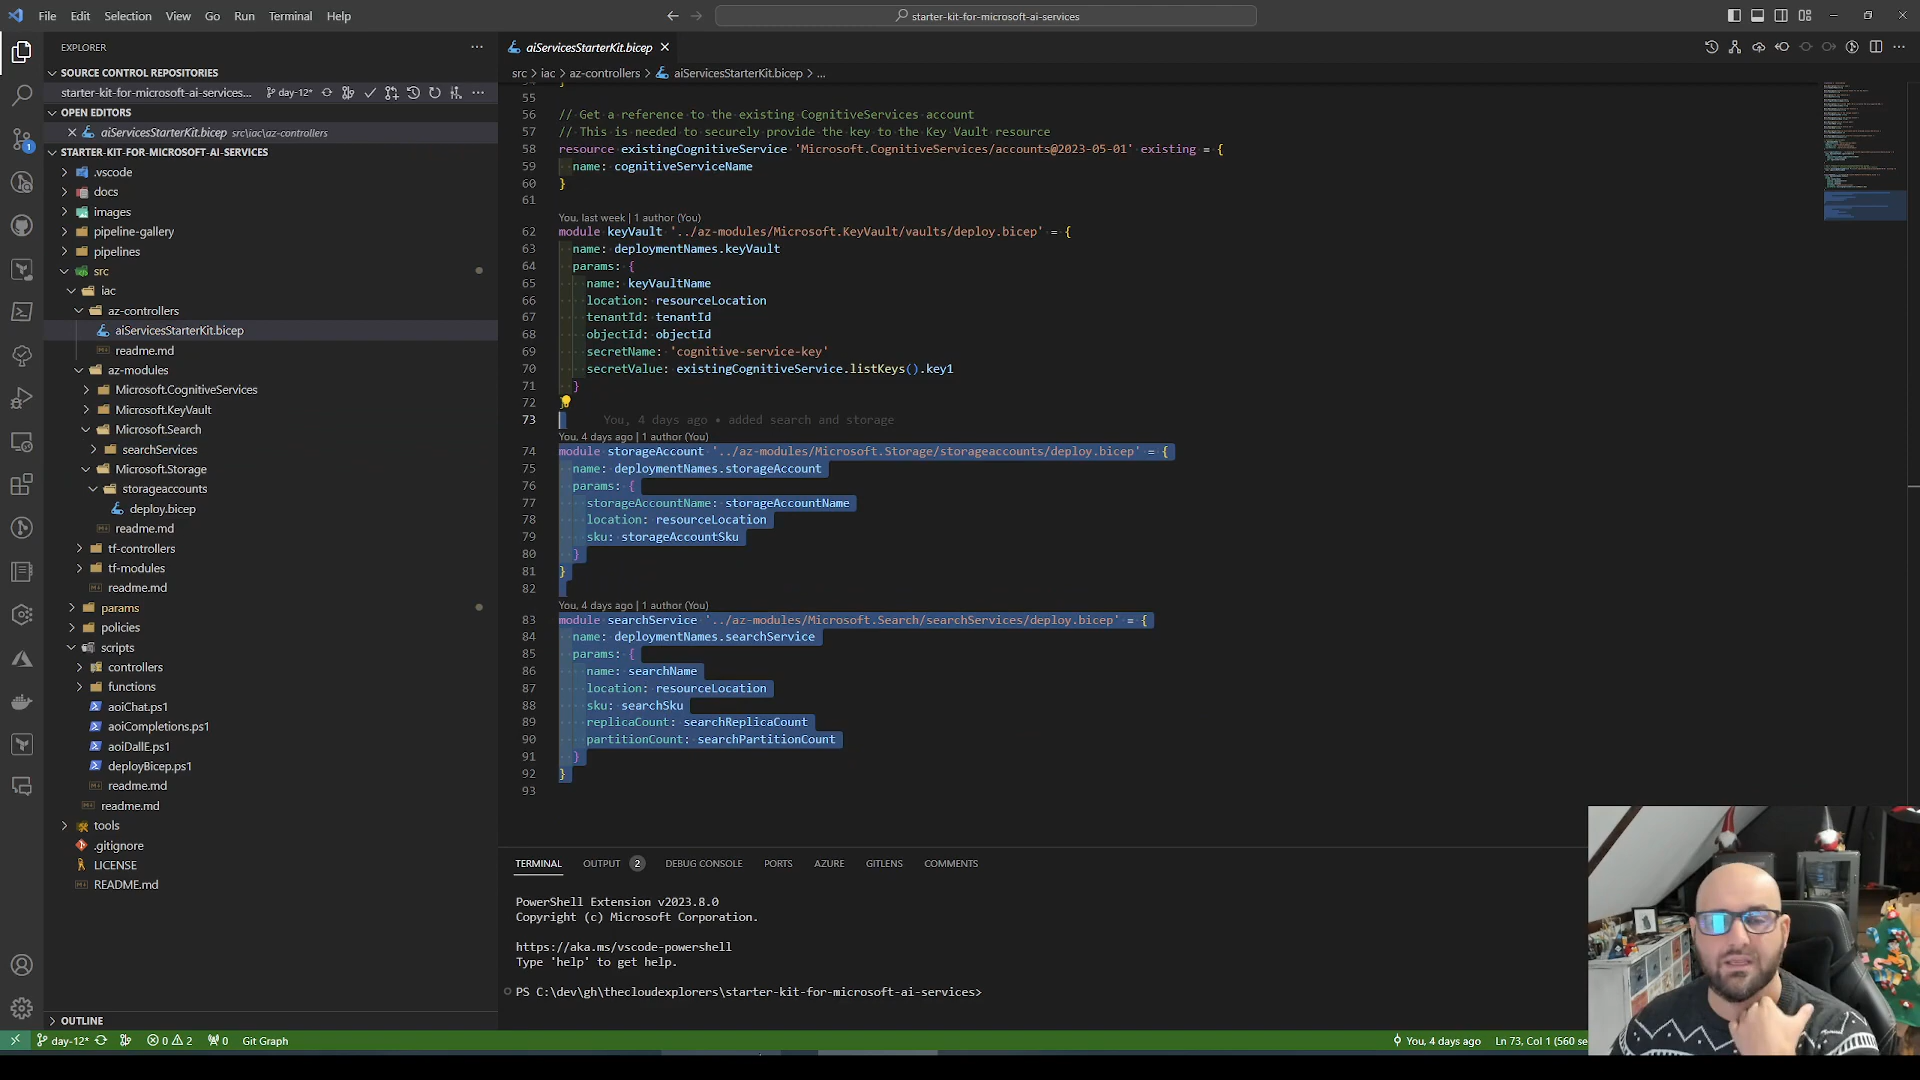 File Edit Selection View Go Run Terminal Help
starter-kit-for-microsoft-ai-services
EXPLORER
SOURCE CONTROL REPOSITORIES
starter-kit-for-microsoft-ai-services... day-12*
OPEN EDITORS
aiServicesStarterKit.bicep src\iac\az-controllers
STARTER-KIT-FOR-MICROSOFT-AI-SERVICES
.vscode
docs
images
pipeline-gallery
pipelines
src
iac
az-controllers
aiServicesStarterKit.bicep
readme.md
az-modules
Microsoft.CognitiveServices
Microsoft.KeyVault
Microsoft.Search
searchServices
Microsoft.Storage
storageaccounts
deploy.bicep
readme.md
tf-controllers
tf-modules
readme.md
params
policies
scripts
controllers
functions
aoiChat.ps1
aoiCompletions.ps1
aoiDallE.ps1
deployBicep.ps1
readme.md
readme.md
tools
.gitignore
LICENSE
README.md
OUTLINE
aiServicesStarterKit.bicep
src > iac > az-controllers > aiServicesStarterKit.bicep > ...
55
56 // Get a reference to the existing CognitiveServices account
57 // This is needed to securely provide the key to the Key Vault resource
58 resource existingCognitiveService 'Microsoft.CognitiveServices/accounts@2023-05-01' existing = {
59 name: cognitiveServiceName
60 }
61
You, last week | 1 author (You)
62 module keyVault '../az-modules/Microsoft.KeyVault/vaults/deploy.bicep' = {
63 name: deploymentNames.keyVault
64 params: {
65 name: keyVaultName
66 location: resourceLocation
67 tenantId: tenantId
68 objectId: objectId
69 secretName: 'cognitive-service-key'
70 secretValue: existingCognitiveService.listKeys().key1
71 }
72
73 You, 4 days ago • added search and storage
You, 4 days ago | 1 author (You)
74 module storageAccount '../az-modules/Microsoft.Storage/storageaccounts/deploy.bicep' = {
75 name: deploymentNames.storageAccount
76 params: {
77 storageAccountName: storageAccountName
78 location: resourceLocation
79 sku: storageAccountSku
80 }
81 }
82
You, 4 days ago | 1 author (You)
83 module searchService '../az-modules/Microsoft.Search/searchServices/deploy.bicep' = {
84 name: deploymentNames.searchService
85 params: {
86 name: searchName
87 location: resourceLocation
88 sku: searchSku
89 replicaCount: searchReplicaCount
90 partitionCount: searchPartitionCount
91 }
92 }
93
TERMINAL OUTPUT 2 DEBUG CONSOLE PORTS AZURE GITLENS COMMENTS
PowerShell Extension v2023.8.0
Copyright (c) Microsoft Corporation.
https://aka.ms/vscode-powershell
Type 'help' to get help.
PS C:\dev\gh\thecloudexplorers\starter-kit-for-microsoft-ai-services>
day-12* 0 2 0 Git Graph
You, 4 days ago Ln 73, Col 1 (560 se